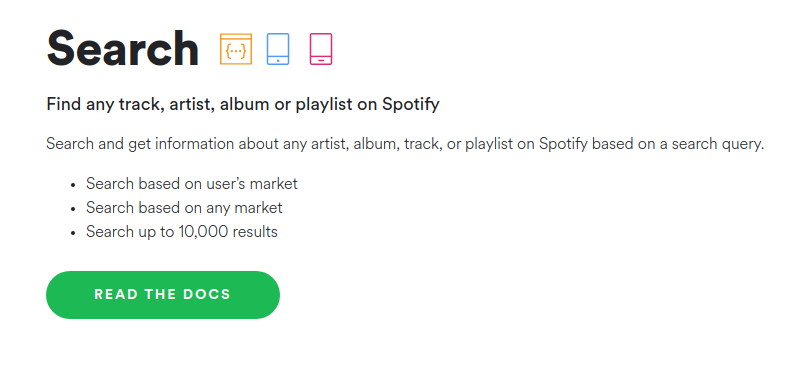 Search
Find any track, artist, album or playlist on Spotify
Search and get information about any artist, album, track, or playlist on Spotify based on a search query.
• Search based on user’s market
• Search based on any market
• Search up to 10,000 results
READ THE DOCS